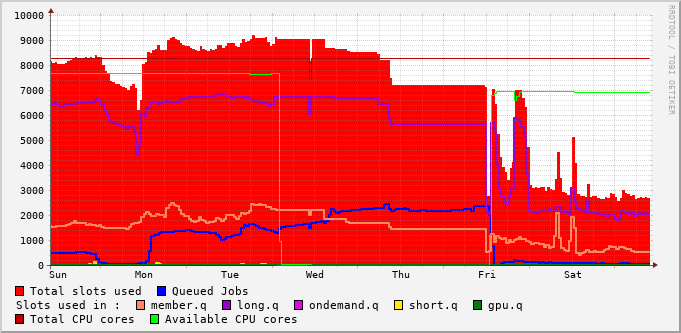 10000
9000
8000
7000
6000
5000
4000
3000
2000
1000
0
Sun Mon Tue Wed Thu Fri Sat
Total slots used Queued Jobs
Slots used in : member.q long.q ondemand.q short.q gpu.q
Total CPU cores Available CPU cores
RRDTOOL / TOBI OETIKER